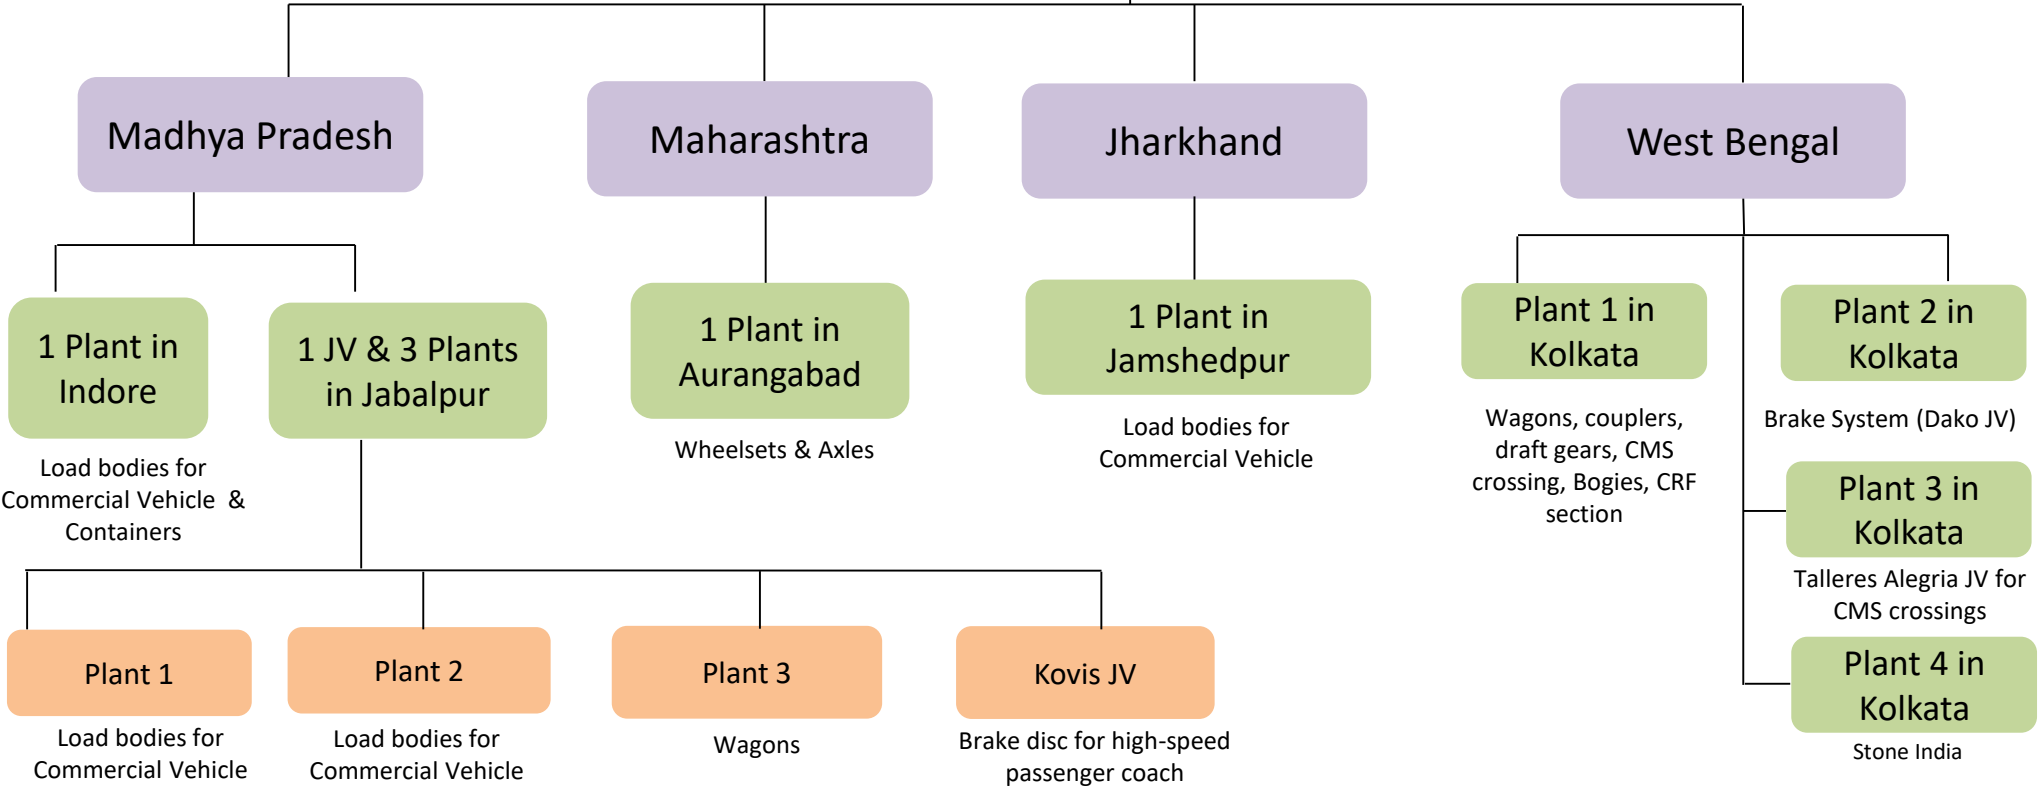 Madhya Pradesh
Maharashtra
Jharkhand
West Bengal
1 Plant in
Indore
Load bodies for
Commercial Vehicle &
Containers
1 JV & 3 Plants
in Jabalpur
1 Plant in
Aurangabad
Wheelsets & Axles
1 Plant in
Jamshedpur
Load bodies for
Commercial Vehicle
Plant 1 in
Kolkata
Wagons, couplers,
draft gears, CMS
crossing, Bogies, CRF
section
Plant 2 in
Kolkata
Brake System (Dako JV)
Plant 3 in
Kolkata
Talleres Alegria JV for
CMS crossings
Plant 4 in
Kolkata
Stone India
Plant 1
Load bodies for
Commercial Vehicle
Plant 2
Load bodies for
Commercial Vehicle
Plant 3
Wagons
Kovis JV
Brake disc for high-speed
passenger coach